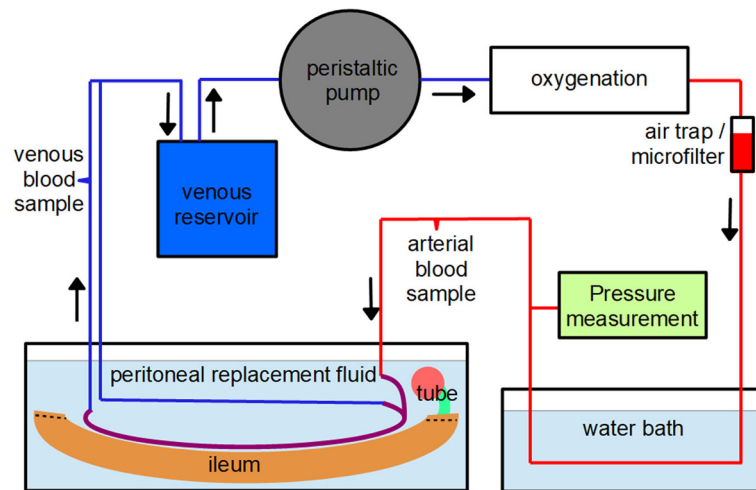 peristaltic
pump
oxygenation
air trap /
microfilter
venous
blood
sample
venous
reservoir
arterial
blood
sample
Pressure
measurement
peritoneal replacement fluid
tube
water bath
ileum